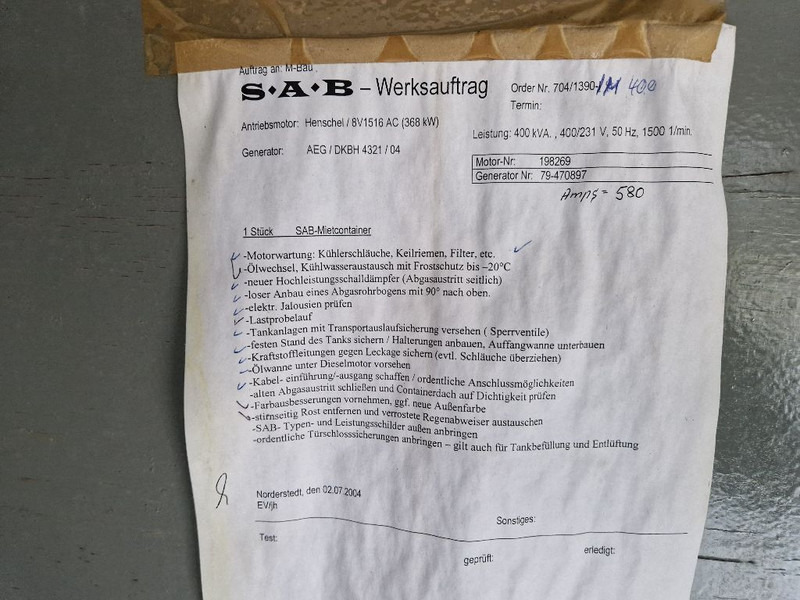 Auftrag an: M-Bau
S·A·B – Werksauftrag
Order Nr. 704/1390-/M 400
Termin:
Antriebsmotor: Henschel / 8V1516 AC (368 kW)
Leistung: 400 kVA. , 400/231 V, 50 Hz, 1500 1/min.
Generator: AEG / DKBH 4321 / 04
Motor-Nr: 198269
Generator Nr: 79-470897
Amps = 580
1 Stück SAB-Mietcontainer
-Motorwartung: Kühlerschläuche, Keilriemen, Filter, etc.
-Ölwechsel, Kühlwasseraustausch mit Frostschutz bis –20°C
-neuer Hochleistungsschalldämpfer (Abgasaustritt seitlich)
-loser Anbau eines Abgasrohrbogens mit 90° nach oben.
-elektr. Jalousien prüfen
-Lastprobelauf
-Tankanlagen mit Transportauslaufsicherung versehen ( Sperrventile)
-festen Stand des Tanks sichern / Halterungen anbauen, Auffangwanne unterbauen
-Kraftstoffleitungen gegen Leckage sichern (evtl. Schläuche überziehen)
-Ölwanne unter Dieselmotor vorsehen
-Kabel- einführung/-ausgang schaffen / ordentliche Anschlussmöglichkeiten
-alten Abgasaustritt schließen und Containerdach auf Dichtigkeit prüfen
-Farbausbesserungen vornehmen, ggf. neue Außenfarbe
-stirnseitig Rost entfernen und verrostete Regenabweiser austauschen
-SAB- Typen- und Leistungsschilder außen anbringen
-ordentliche Türschlosssicherungen anbringen – gilt auch für Tankbefüllung und Entlüftung
Norderstedt, den 02.07.2004
EV/jh
Sonstiges:
Test:
geprüft:
erledigt: